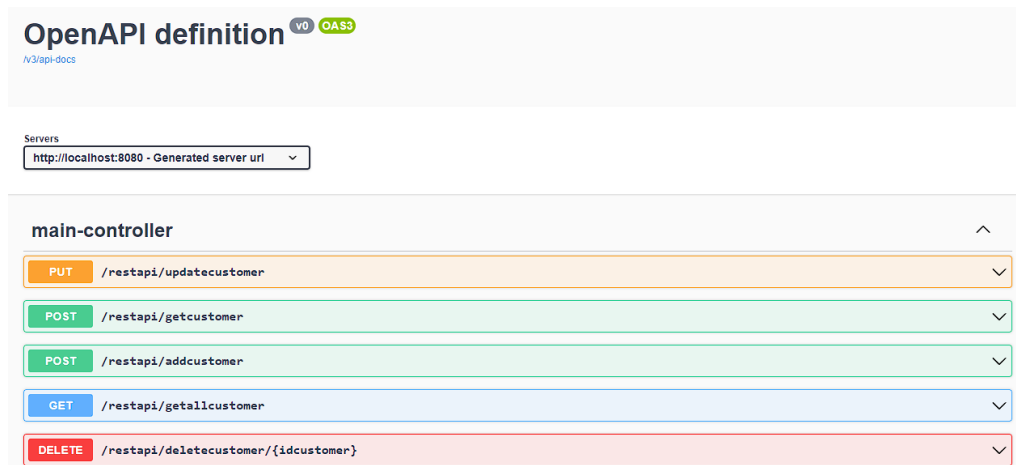 OpenAPI definition v0 OAS3
/v3/api-docs
Servers
http://localhost:8080 - Generated server url
main-controller
PUT /restapi/updatecustomer
POST /restapi/getcustomer
POST /restapi/addcustomer
GET /restapi/getallcustomer
DELETE /restapi/deletecustomer/{idcustomer}